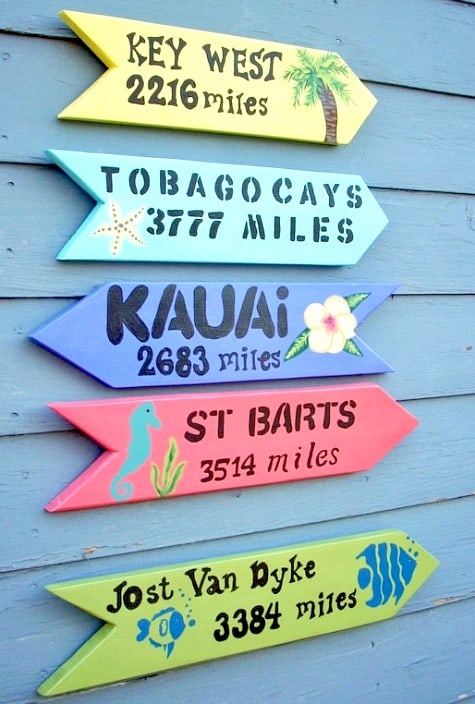 KEY WEST
2216 miles
TOBAGO CAYS
3777 MILES
KAUAi
2683 miles
ST BARTS
3514 miles
Jost Van Dyke
3384 miles